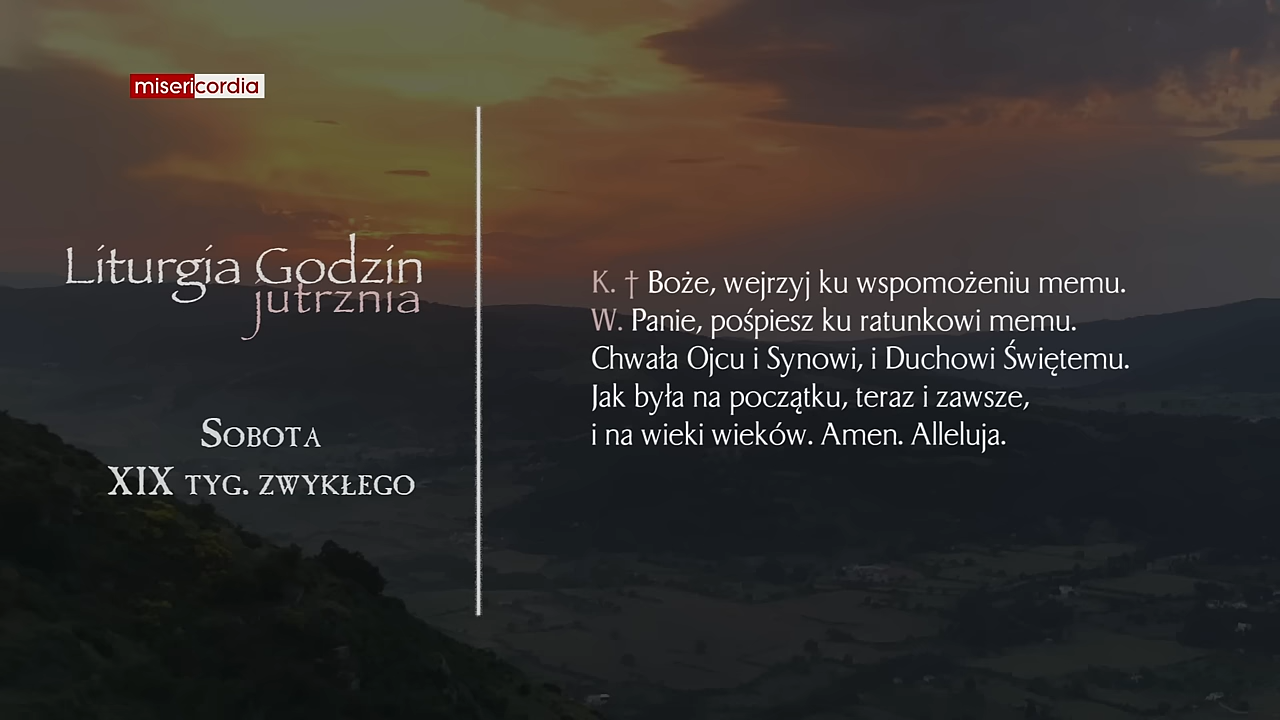 misericordia
Liturgia Godzin
jutrznia
Sobota
XIX tyg. zwykłego
K. † Boże, wejrzyj ku wspomożeniu memu.
W. Panie, pośpiesz ku ratunkowi memu.
Chwała Ojcu i Synowi, i Duchowi Świętemu.
Jak była na początku, teraz i zawsze,
i na wieki wieków. Amen. Alleluja.